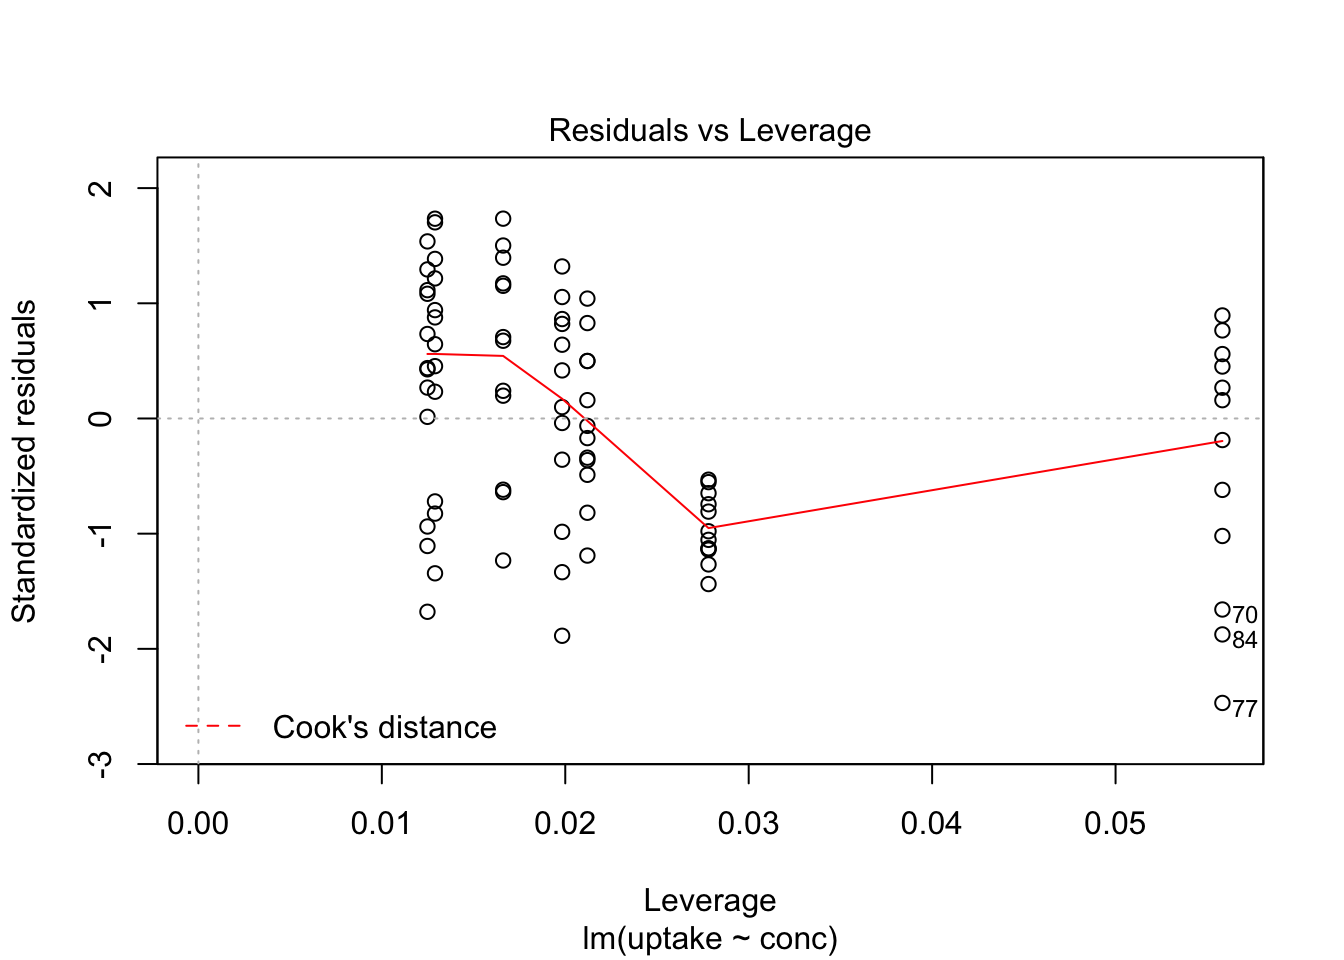 Residuals vs Leverage
Standardized residuals
2
1
0
-1
-2
-3
70
84
77
Cook's distance
0.00 0.01 0.02 0.03 0.04 0.05
Leverage
lm(uptake ~ conc)